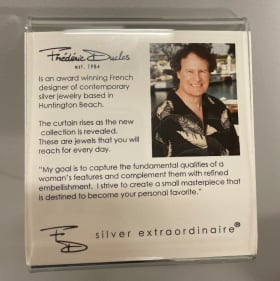 Frédéric Duclos
est. 1984
Is an award winning French
designer of contemporary
silver jewelry based in
Huntington Beach.
The curtain rises as the new
collection is revealed.
These are jewels that you will
reach for every day.
"My goal is to capture the fundamental qualities of a
woman's features and complement them with refined
embellishment. I strive to create a small masterpiece that
is destined to become your personal favorite."
FD silver extraordinaire®